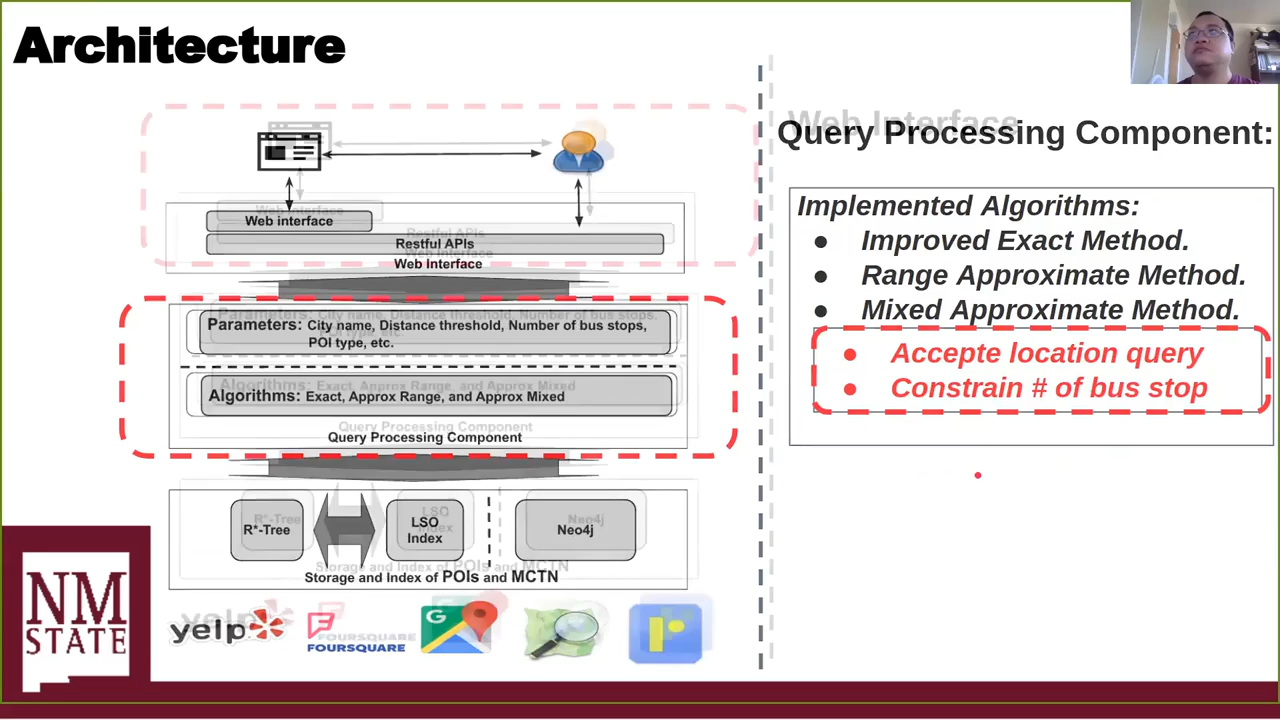 Architecture
Web interface
Restful APIs
Web Interface
Parameters: City name, Distance threshold, Number of bus stops,
POI type, etc.
Algorithms: Exact, Approx Range, and Approx Mixed
Query Processing Component
R*-Tree
LSO
Index
Neo4j
Storage and Index of POIs and MCTN
yelp
FOURSQUARE
G
NM
STATE
Web Interface
Query Processing Component:
Implemented Algorithms:
● Improved Exact Method.
● Range Approximate Method.
● Mixed Approximate Method.
● Accepte location query
● Constrain # of bus stop